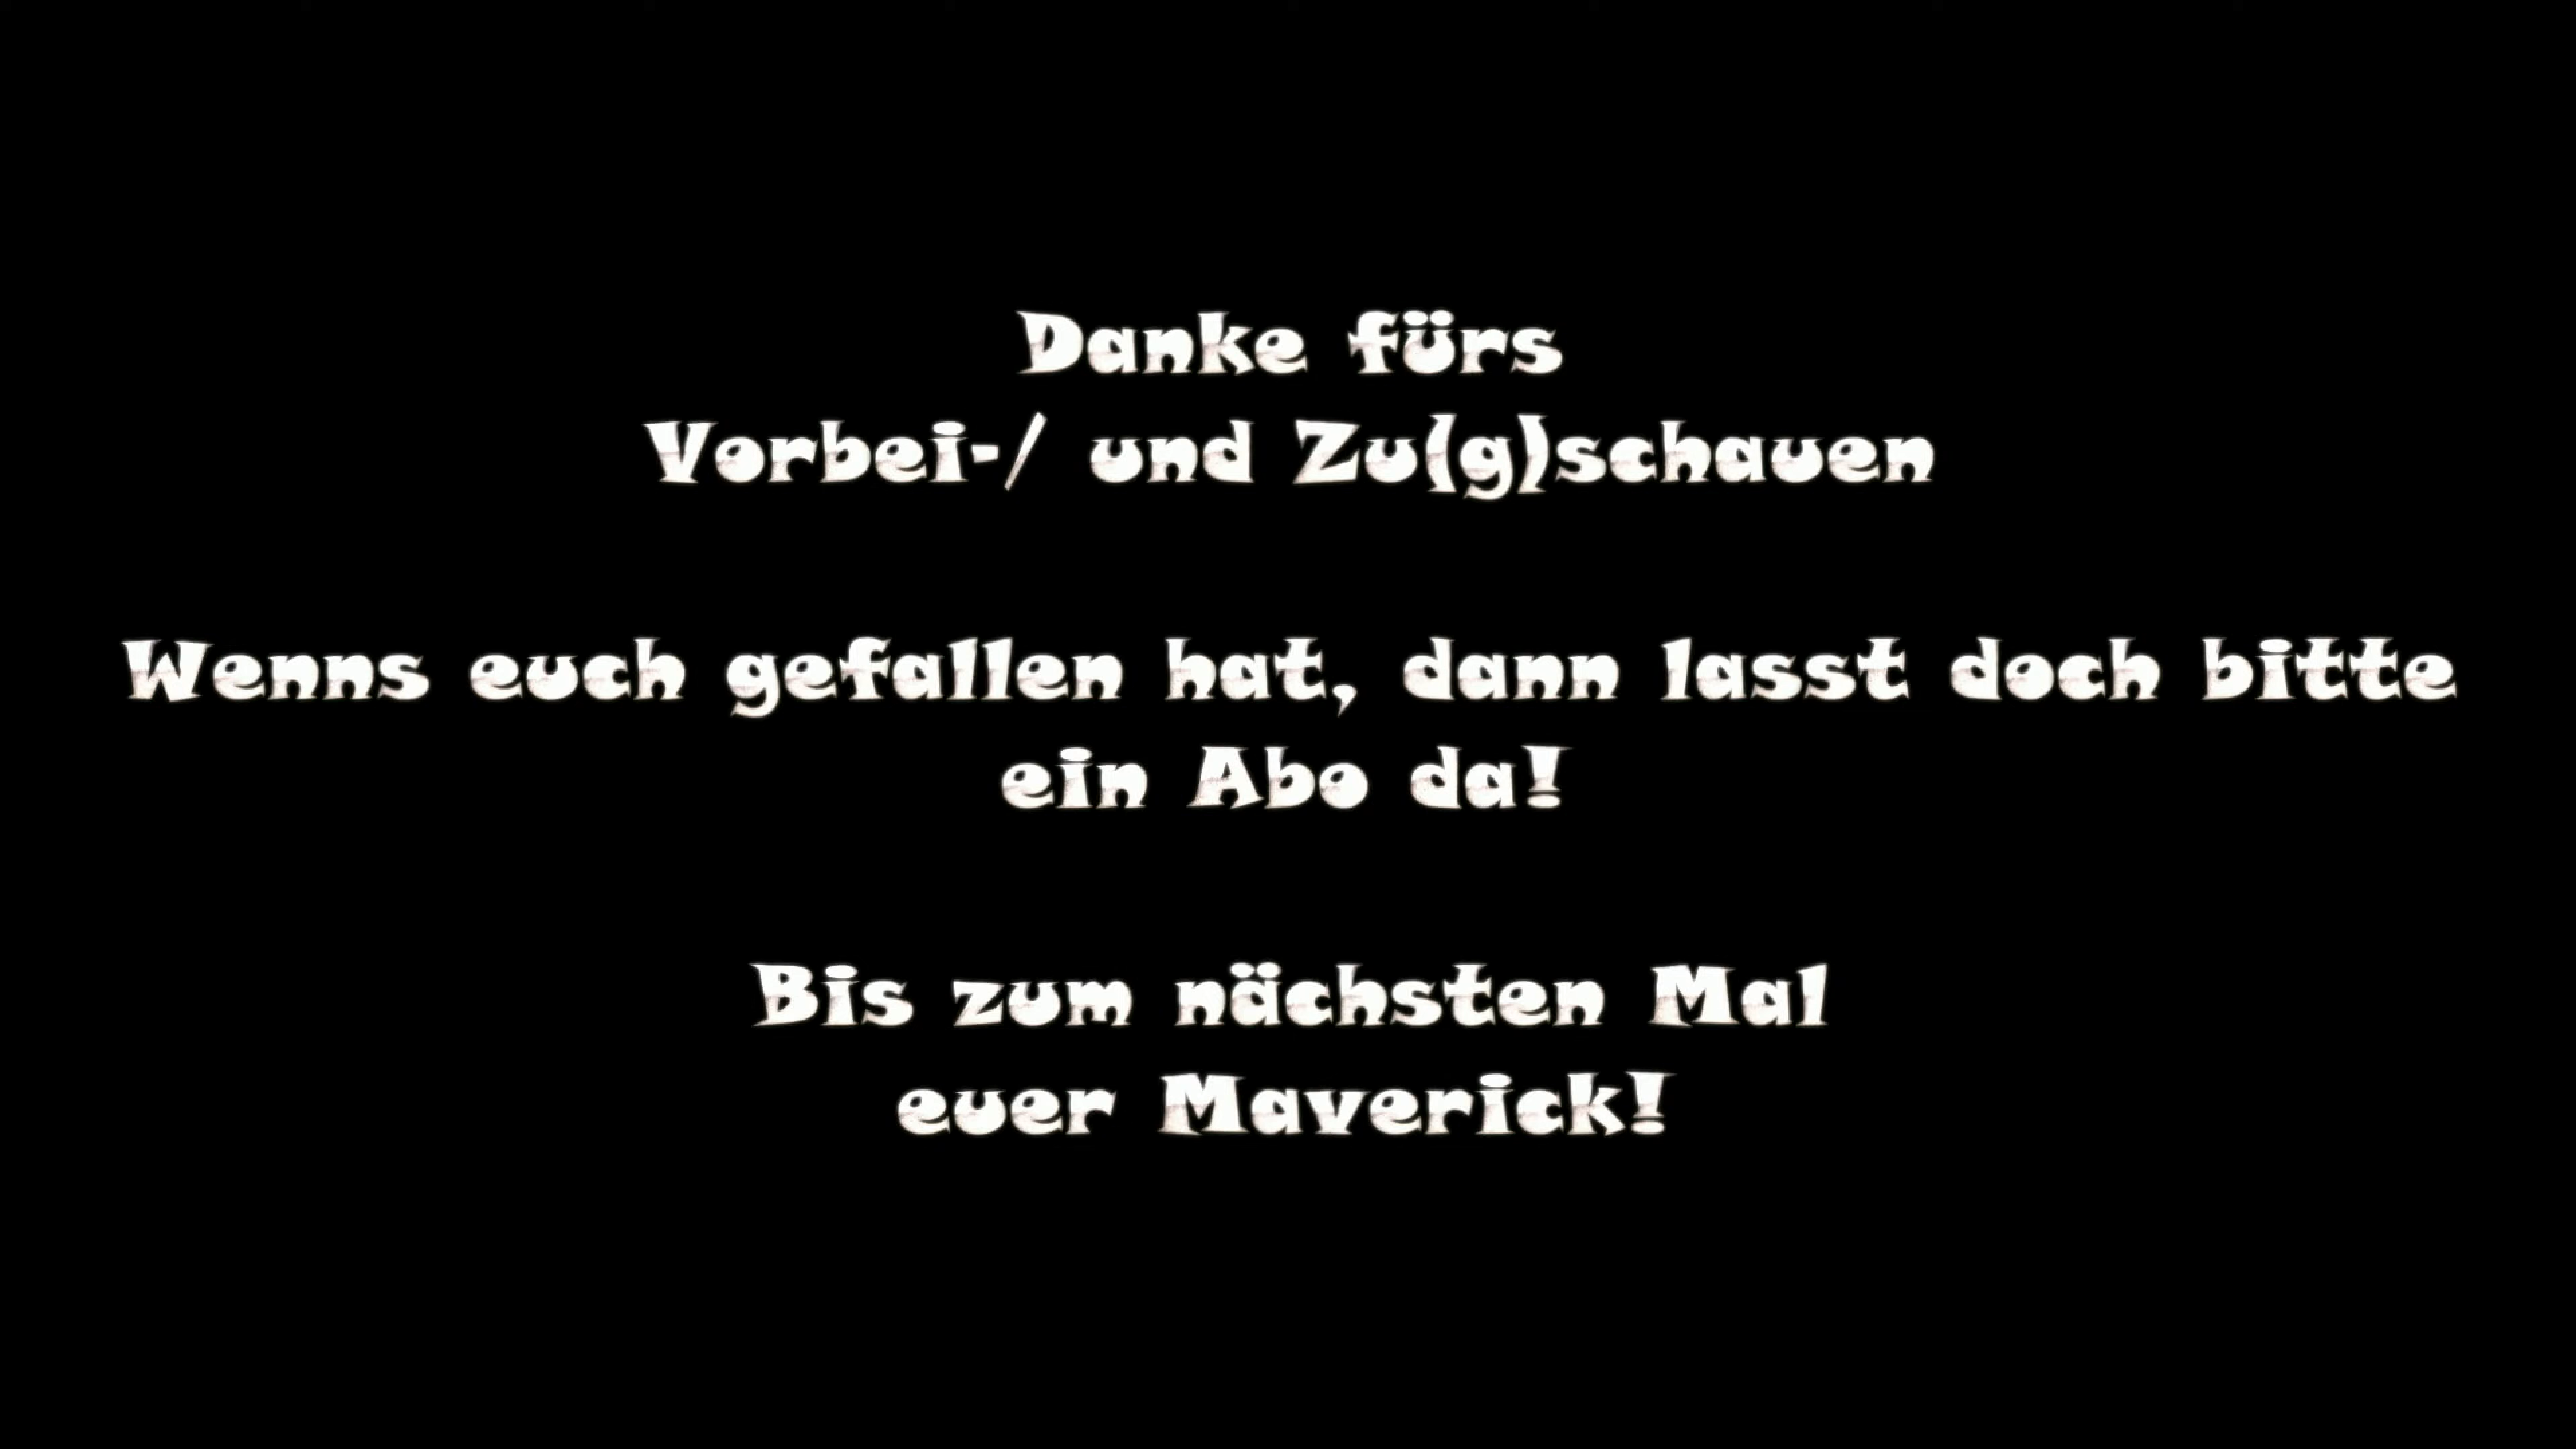 Danke fürs
Vorbei-/ und Zu(g)schauen
Wenns euch gefallen hat, dann lasst doch bitte
ein Abo da!
Bis zum nächsten Mal
euer Maverick!